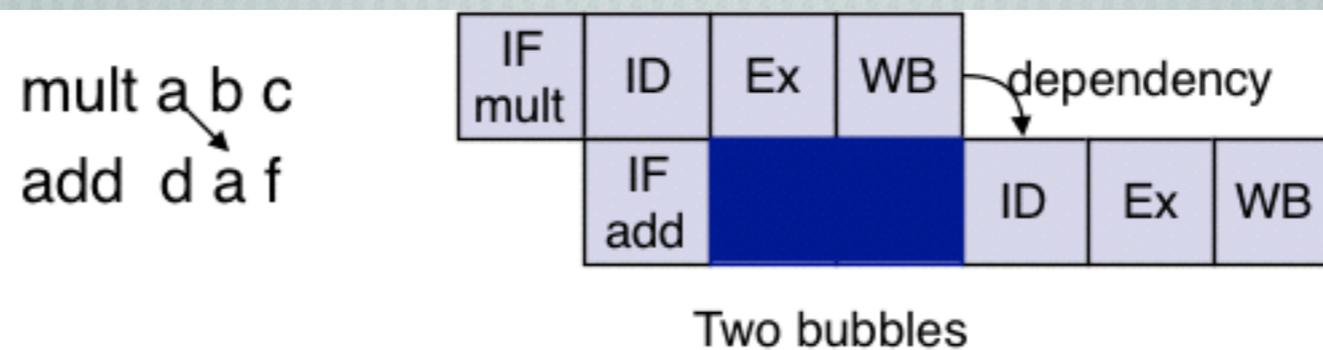 mult a b c
add d a f
IF
mult
ID
Ex
WB
dependency
IF
add
ID
Ex
WB
Two bubbles